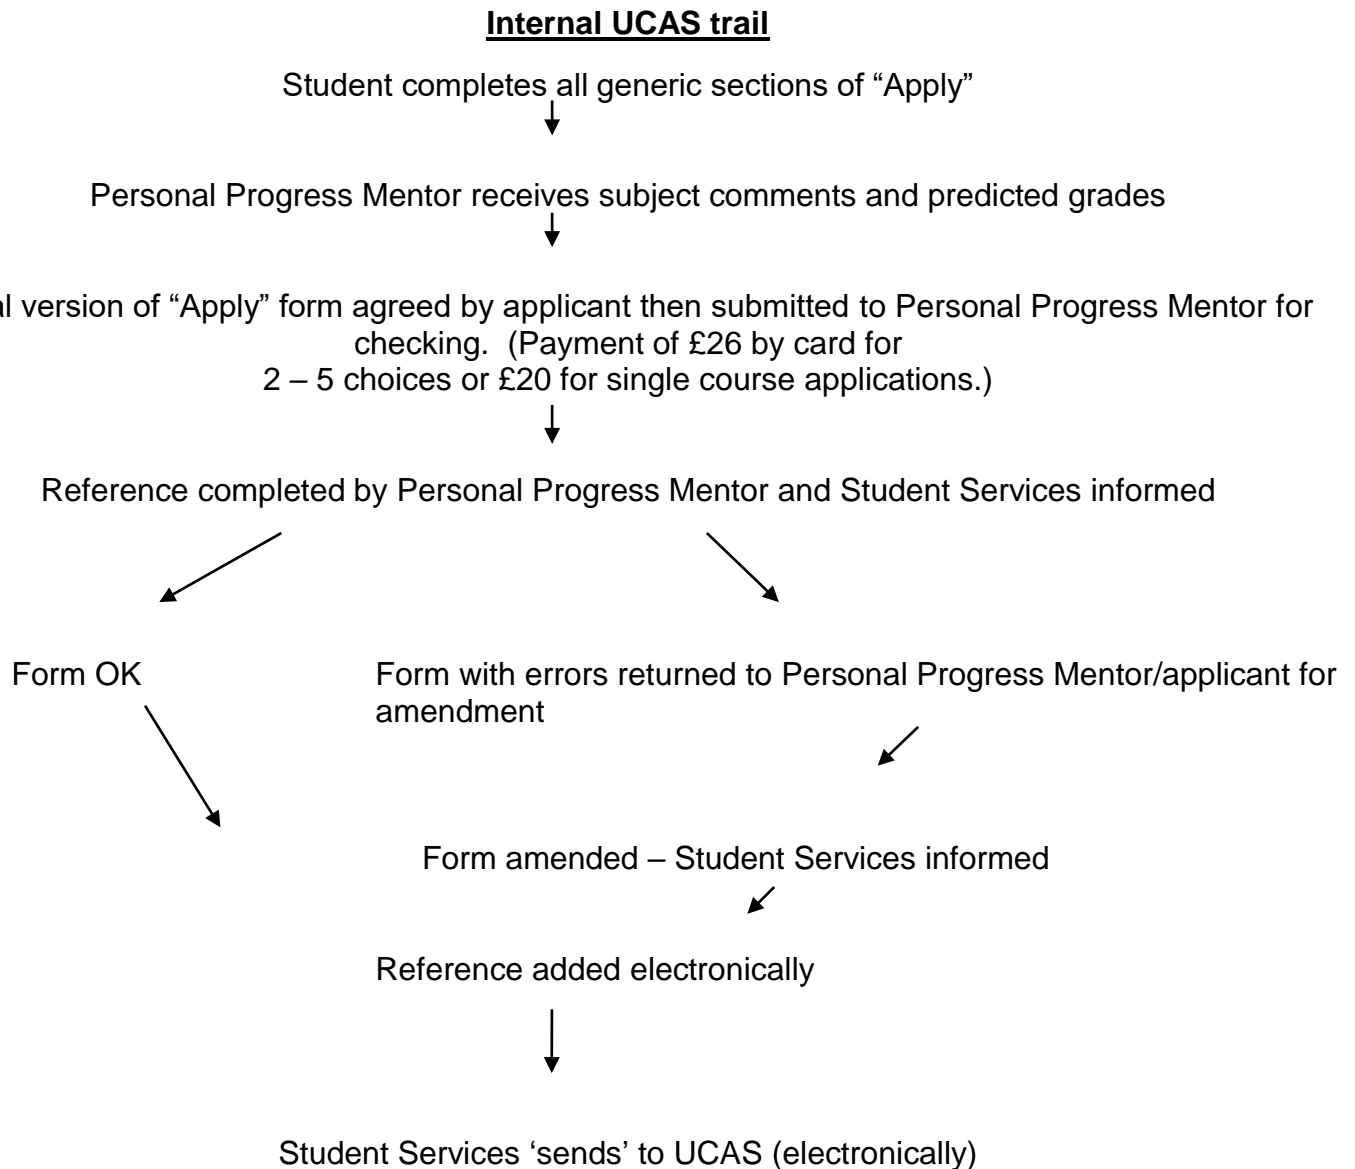 Internal UCAS trail
Student completes all generic sections of “Apply”
Personal Progress Mentor receives subject comments and predicted grades
al version of “Apply” form agreed by applicant then submitted to Personal Progress Mentor for
checking.  (Payment of £26 by card for
2 – 5 choices or £20 for single course applications.)
Reference completed by Personal Progress Mentor and Student Services informed
Form OK
Form with errors returned to Personal Progress Mentor/applicant for
amendment
Form amended – Student Services informed
Reference added electronically
Student Services ‘sends’ to UCAS (electronically)